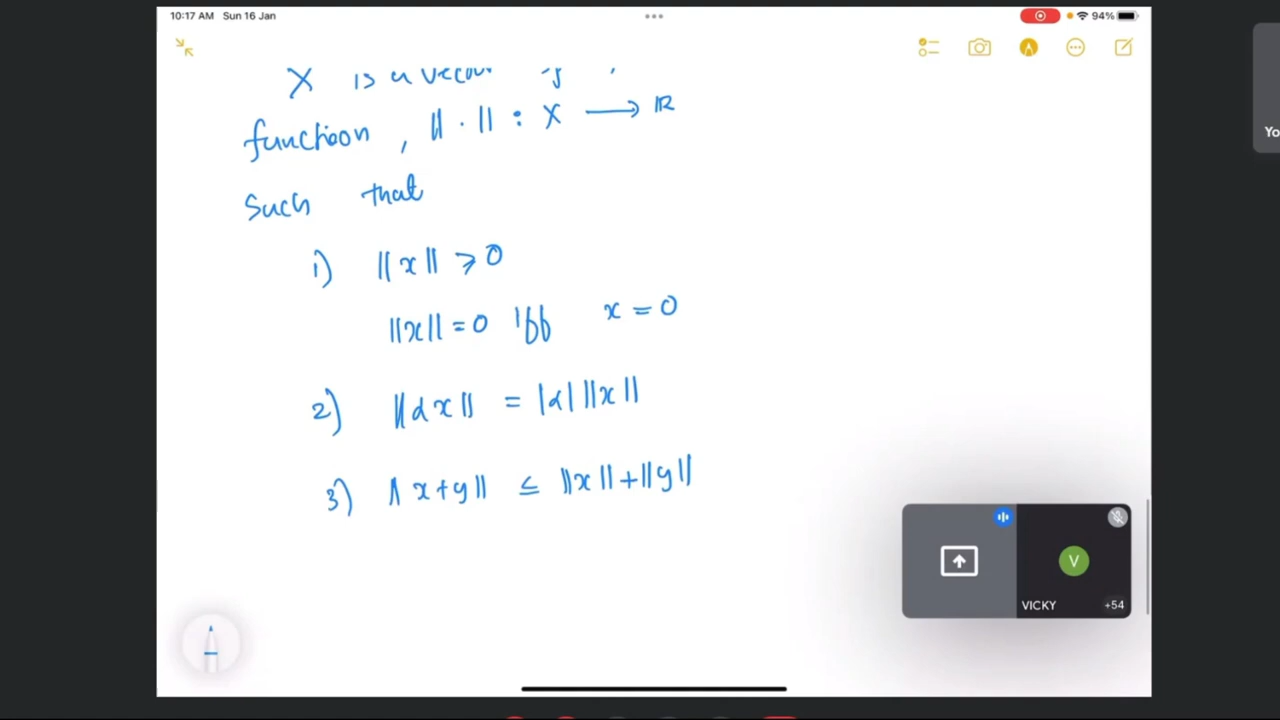 10:17 AM Sun 16 Jan
94%
X is a
function, ‖·‖ : X ⟶ ℝ
Yo
Such that
1) ‖x‖ ⩾ 0
‖x‖ = 0 iff x = 0
2) ‖αx‖ = |α| ‖x‖
3) ‖x+y‖ ≤ ‖x‖+‖y‖
V
VICKY +54